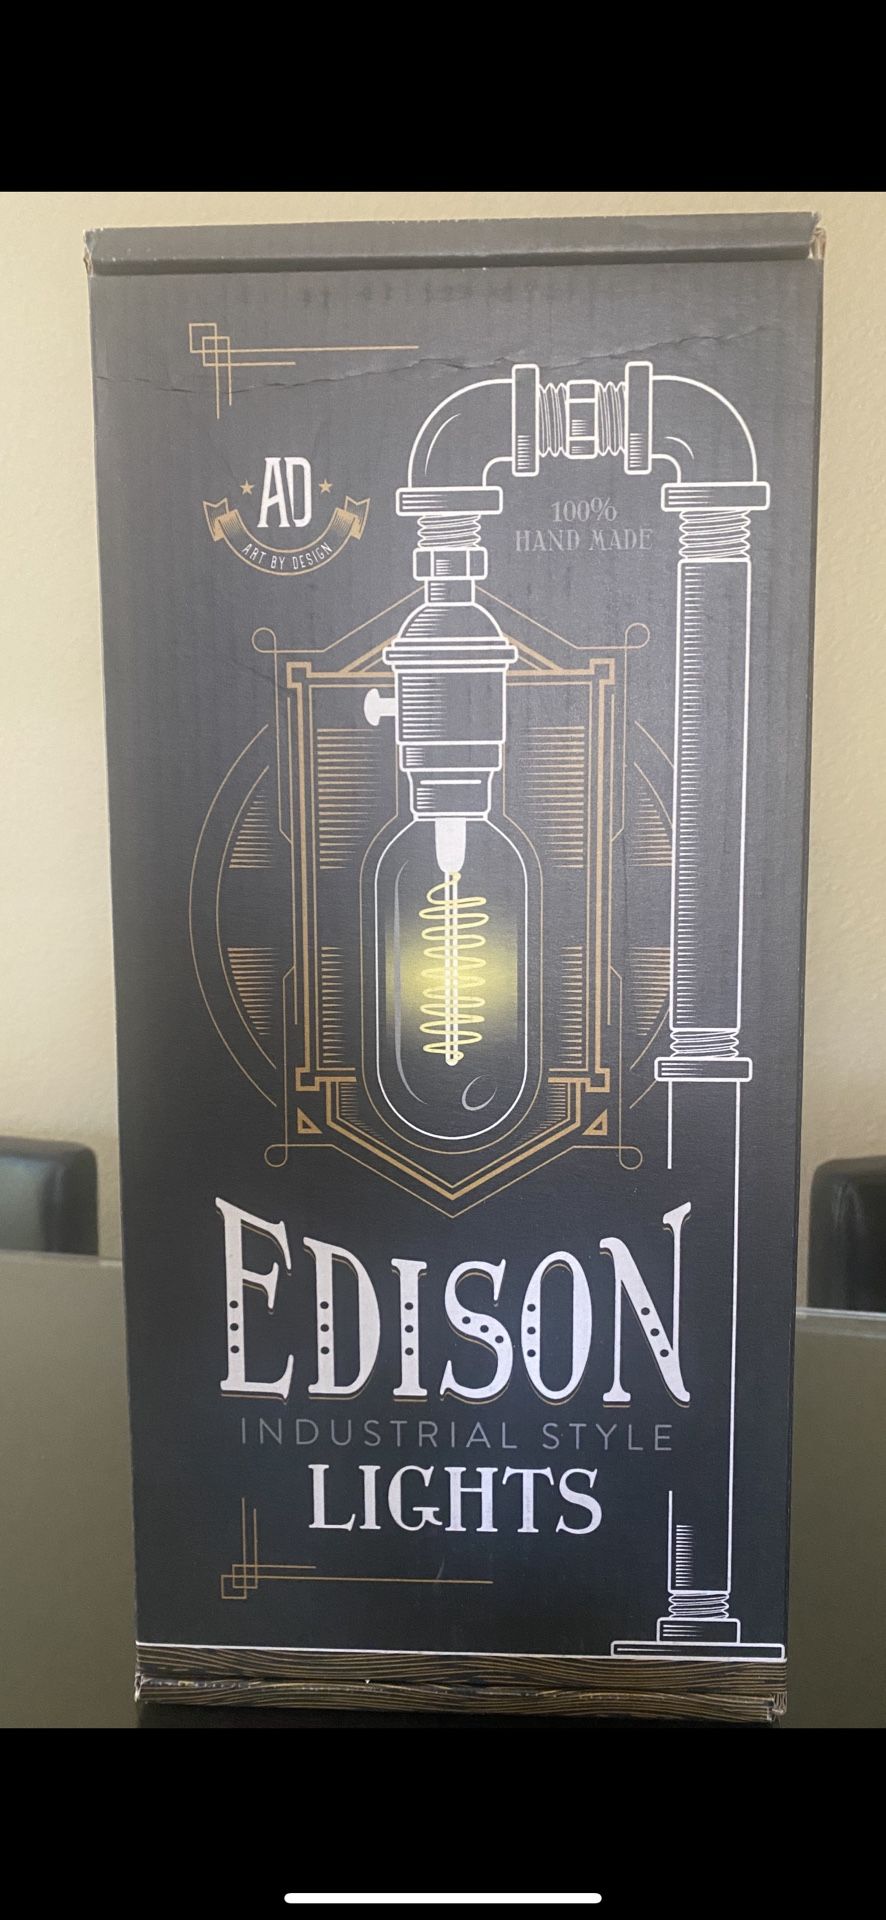 AD
ART BY DESIGN
100%
HAND MADE
EDISON
INDUSTRIAL STYLE
LIGHTS